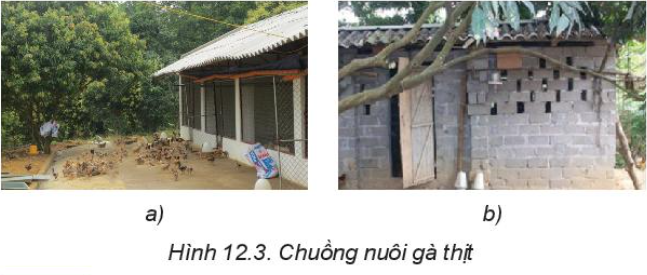 a)
b)
Hình 12.3. Chuồng nuôi gà thịt